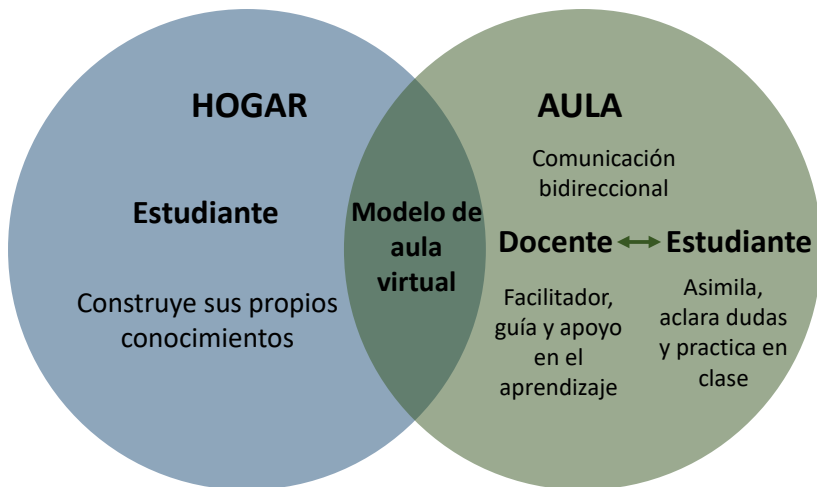 HOGAR
Estudiante
Construye sus propios
conocimientos
Modelo de
aula
virtual
AULA
Comunicación
bidireccional
Docente
Estudiante
Facilitador,
guía y apoyo
en el
aprendizaje
Asimila,
aclara dudas
y practica en
clase